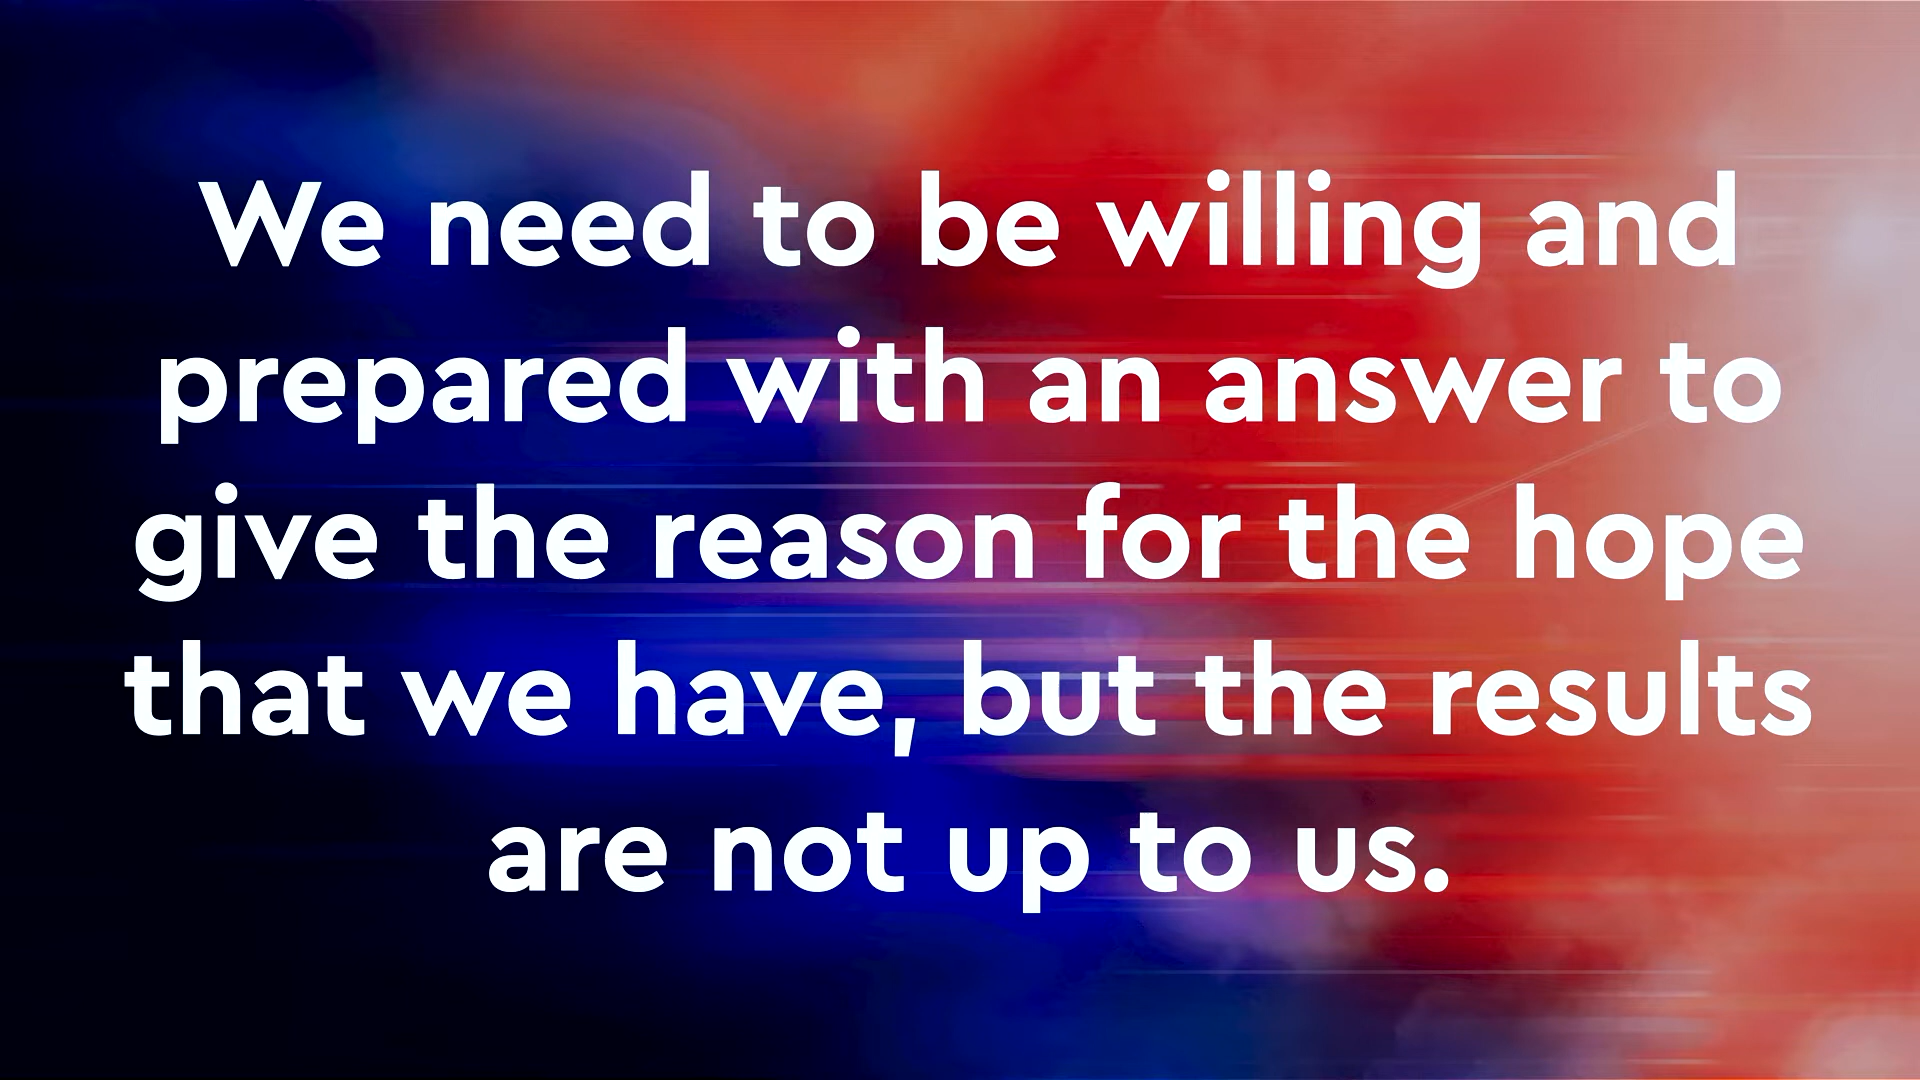 We need to be willing and
prepared with an answer to
give the reason for the hope
that we have, but the results
are not up to us.